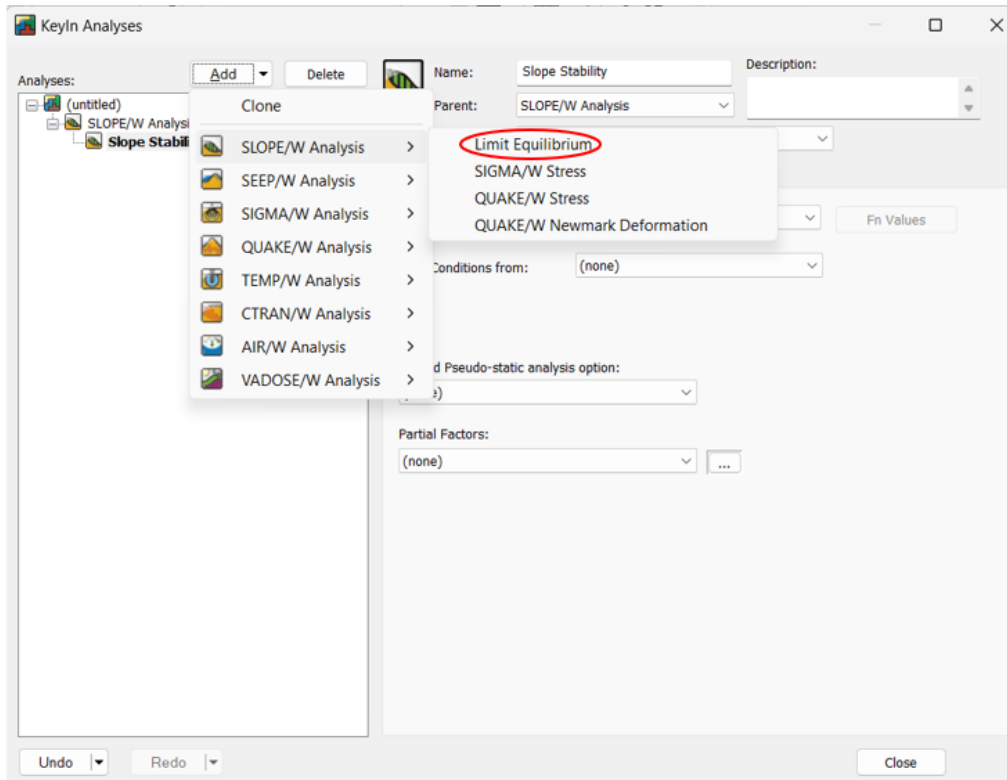 KeyIn Analyses
Analyses:
Add
Delete
Name:
Slope Stability
Description:
Parent:
SLOPE/W Analysis
(untitled)
SLOPE/W Analysi
Slope Stabili
Clone
SLOPE/W Analysis
SEEP/W Analysis
SIGMA/W Analysis
QUAKE/W Analysis
TEMP/W Analysis
CTRAN/W Analysis
AIR/W Analysis
VADOSE/W Analysis
Limit Equilibrium
SIGMA/W Stress
QUAKE/W Stress
QUAKE/W Newmark Deformation
Fn Values
Conditions from:
(none)
d Pseudo-static analysis option:
Partial Factors:
(none)
...
Undo
Redo
Close